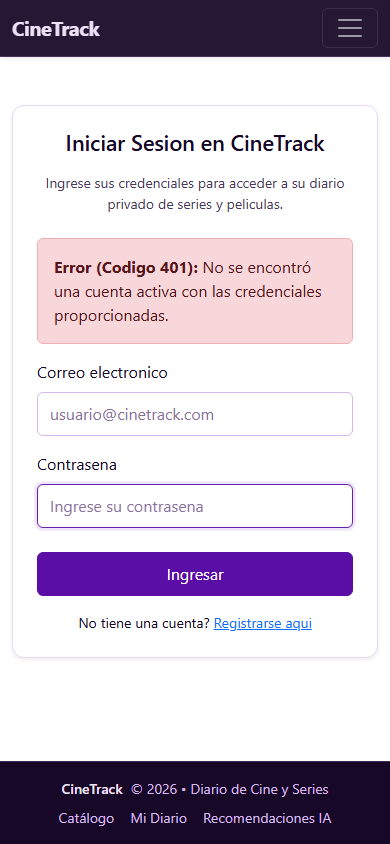 CineTrack
Iniciar Sesion en CineTrack
Ingrese sus credenciales para acceder a su diario
privado de series y peliculas.
Error (Codigo 401): No se encontró
una cuenta activa con las credenciales
proporcionadas.
Correo electronico
usuario@cinetrack.com
Contrasena
Ingrese su contrasena
Ingresar
No tiene una cuenta? Registrarse aqui
CineTrack © 2026 • Diario de Cine y Series
Catálogo Mi Diario Recomendaciones IA